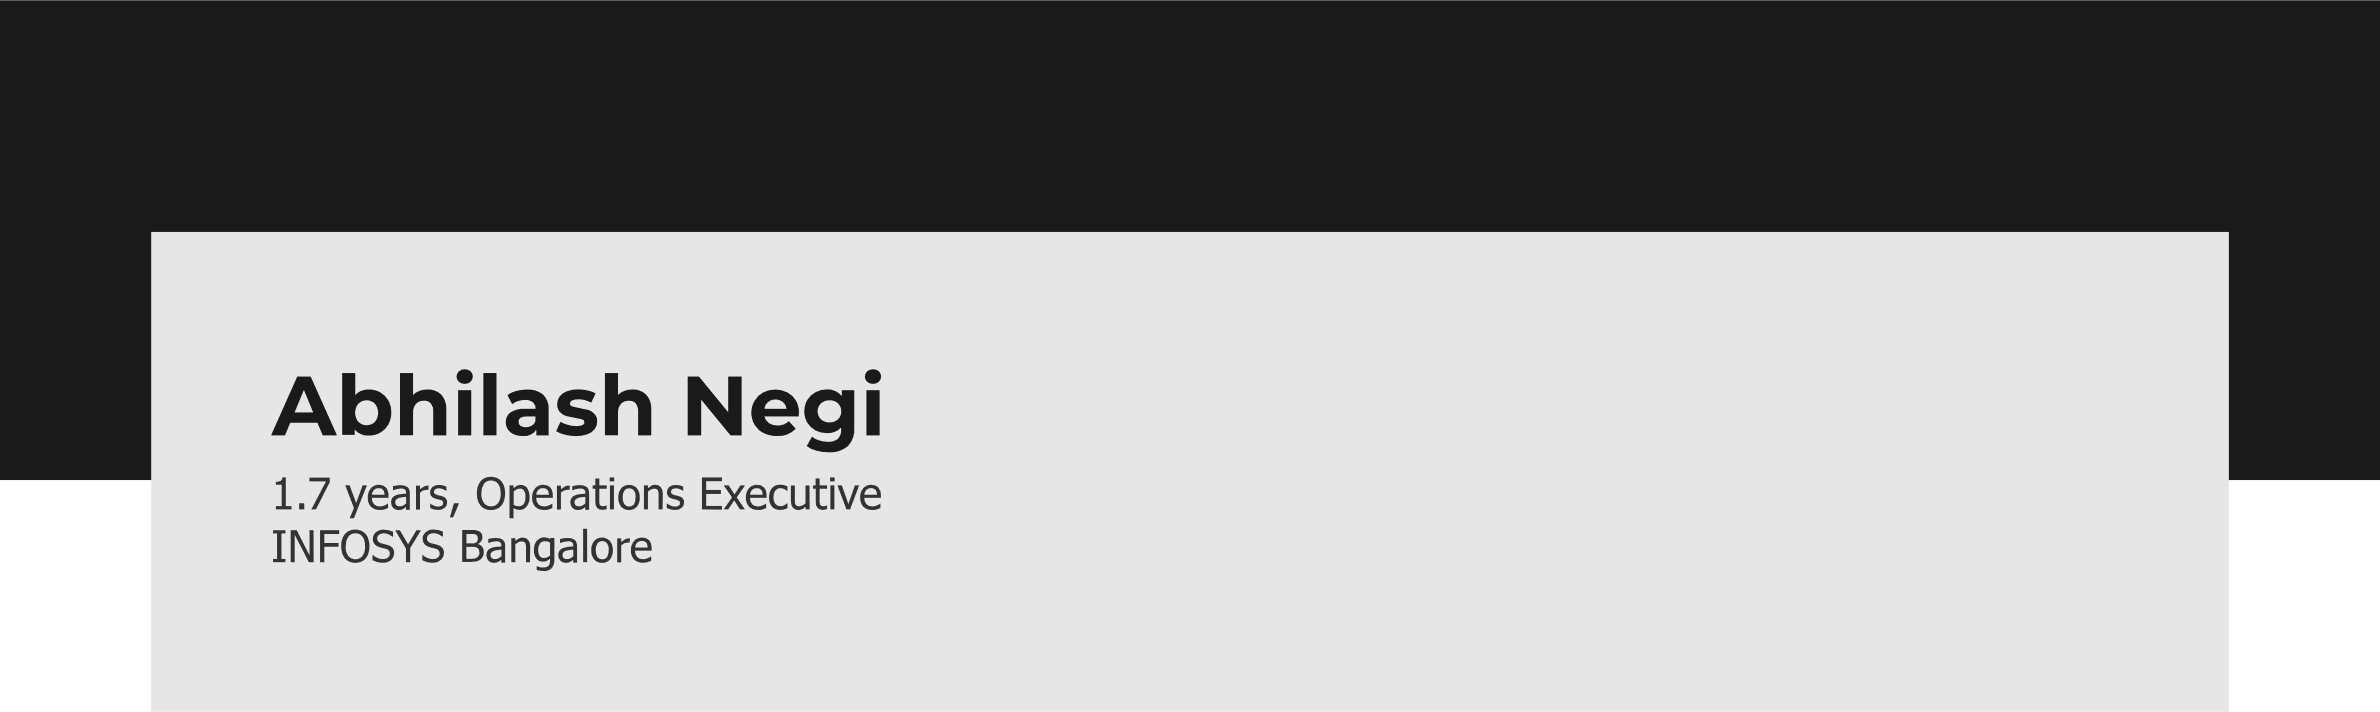 Abhilash Negi
1.7 years, Operations Executive
INFOSYS Bangalore